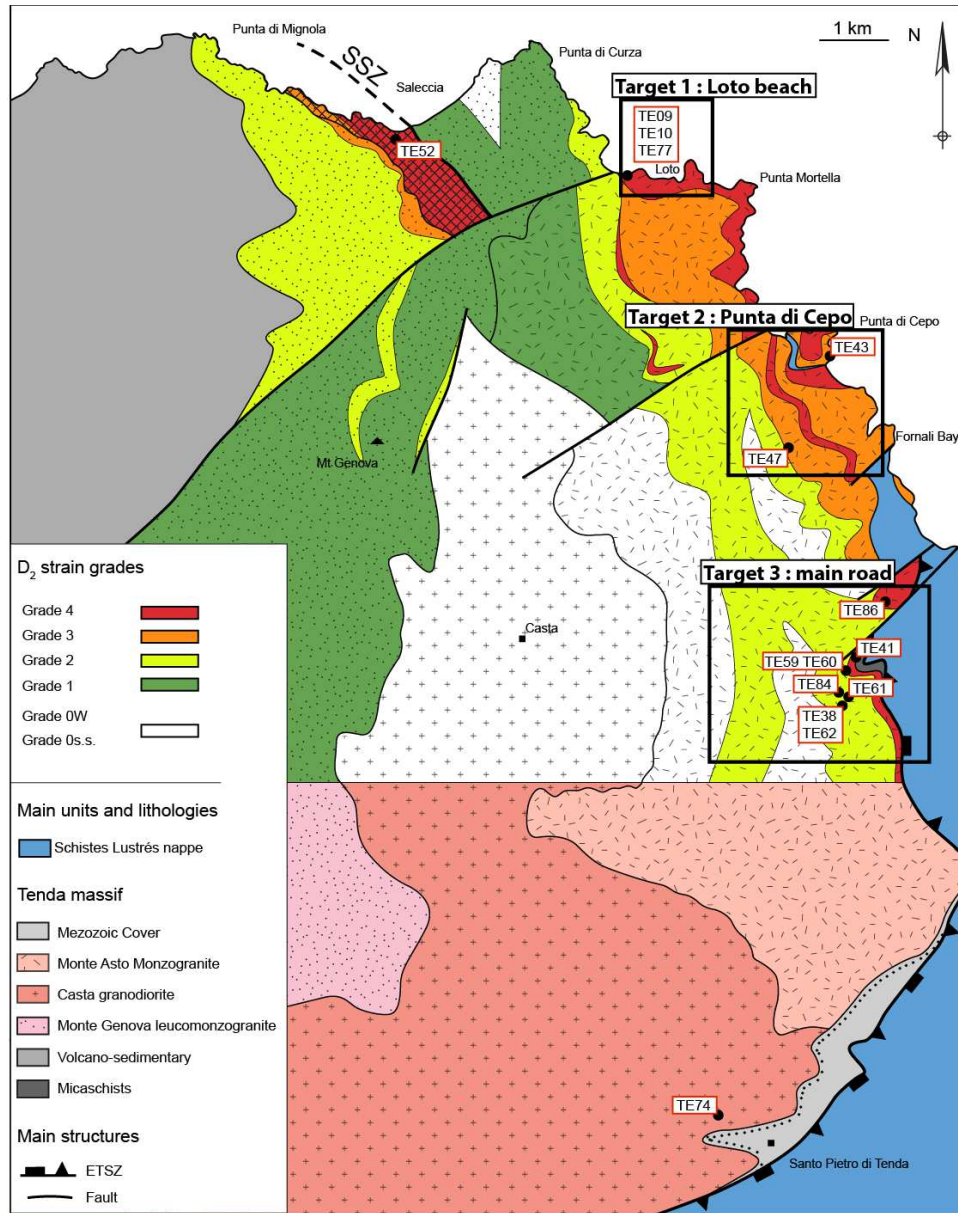 Punta di Mignola
SSZ
Saleccia
Punta di Curza
1 km
N
Target 1 : Loto beach
TE09
TE10
TE77
Loto
TE52
Punta Mortella
Target 2 : Punta di Cepo
Punta di Cepo
TE43
Mt Genova
TE47
Fornali Bay
Target 3 : main road
Casta
TE86
TE41
TE59 TE60
TE84
TE61
TE38
TE62
D2 strain grades
Grade 4
Grade 3
Grade 2
Grade 1
Grade 0W
Grade 0s.s.
Main units and lithologies
Schistes Lustrés nappe
Tenda massif
Mezozoic Cover
Monte Asto Monzogranite
Casta granodiorite
Monte Genova leucomonzogranite
Volcano-sedimentary
Micaschists
Main structures
ETSZ
Fault
TE74
Santo Pietro di Tenda